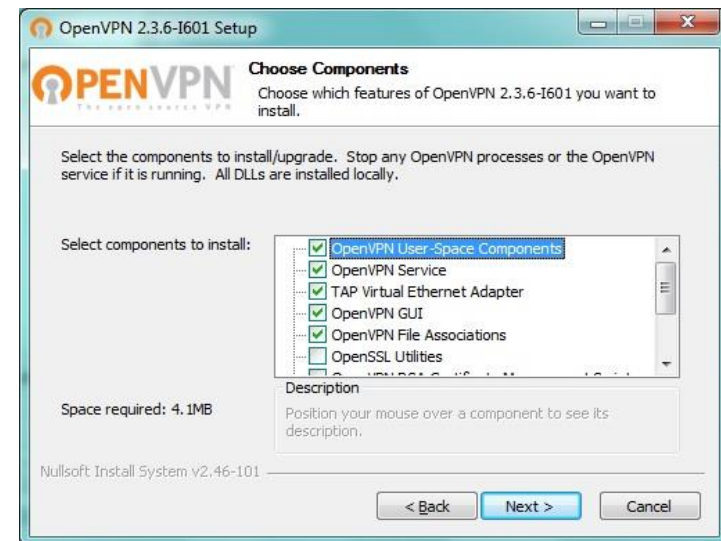 OpenVPN 2.3.6-I601 Setup
OPENVPN
The open source VPN
Choose Components
Choose which features of OpenVPN 2.3.6-I601 you want to
install.
Select the components to install/upgrade. Stop any OpenVPN processes or the OpenVPN
service if it is running. All DLLs are installed locally.
Select components to install:
OpenVPN User-Space Components
OpenVPN Service
TAP Virtual Ethernet Adapter
OpenVPN GUI
OpenVPN File Associations
OpenSSL Utilities
Space required: 4.1MB
Description
Position your mouse over a component to see its
description.
Nullsoft Install System v2.46-101
< Back
Next >
Cancel